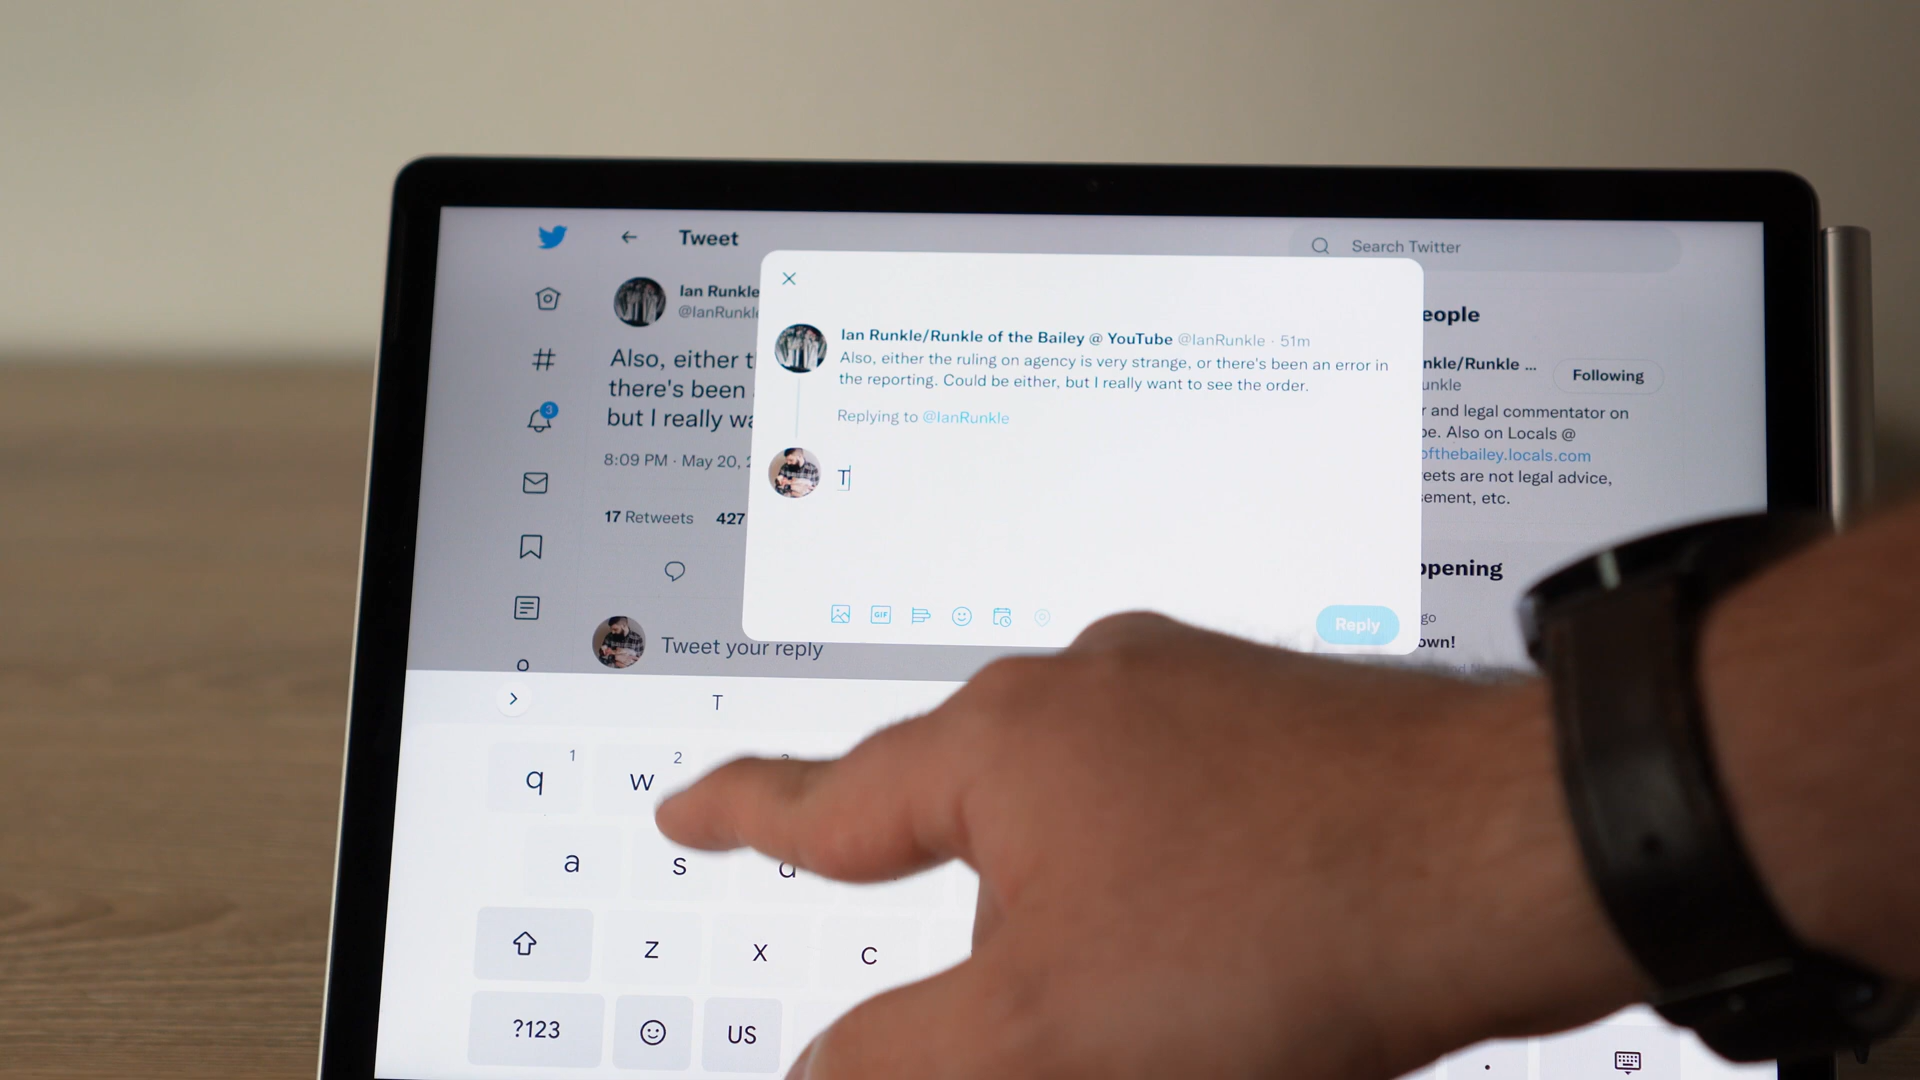 Tweet
Search Twitter
Ian Runkle
@IanRunkle
Also, either t
there's been
but I really wa
8:09 PM · May 20,
17 Retweets 427
Tweet your reply
3
Ian Runkle/Runkle of the Bailey @ YouTube @IanRunkle · 51m
Also, either the ruling on agency is very strange, or there's been an error in
the reporting. Could be either, but I really want to see the order.
Replying to @IanRunkle
T
GIF
Reply
eople
nkle/Runkle ...
unkle
Following
r and legal commentator on
be. Also on Locals @
ofthebailey.locals.com
eets are not legal advice,
sement, etc.
ppening
go
own!
T
q 1 w 2
a s d
z x c
?123 US .